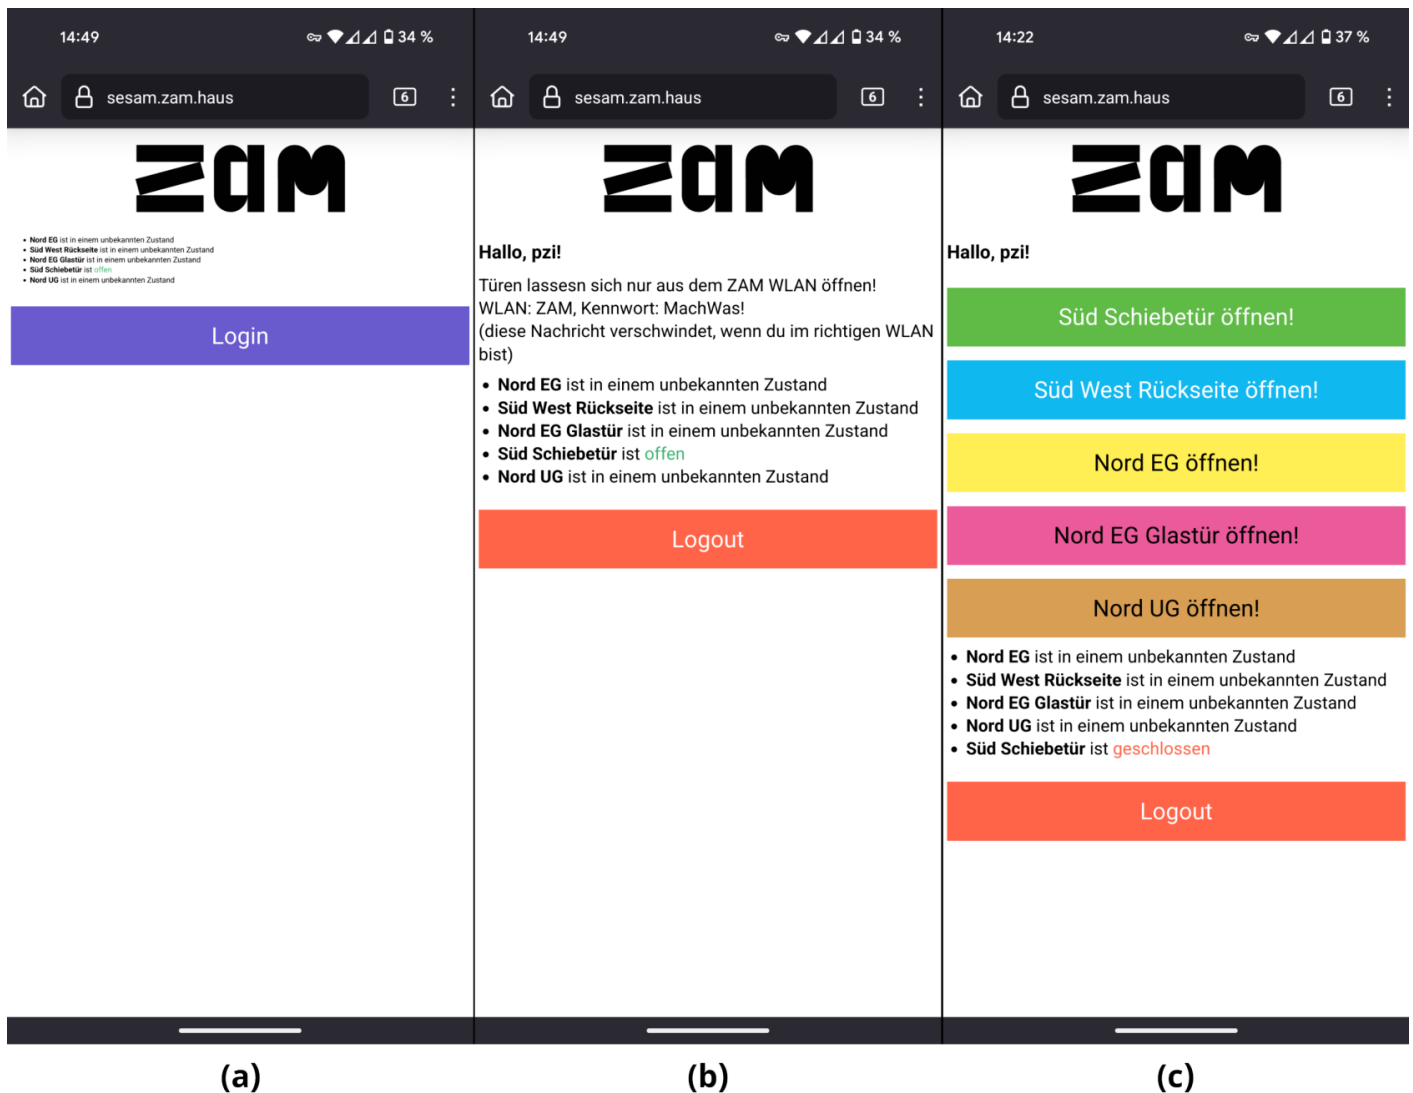 14:49
34 %
sesam.zam.haus
6
zam
Nord EG ist in einem unbekannten Zustand
Süd West Rückseite ist in einem unbekannten Zustand
Nord EG Glastür ist in einem unbekannten Zustand
Süd Schiebetür ist offen
Nord UG ist in einem unbekannten Zustand
Login
(a)
14:49
34 %
sesam.zam.haus
6
zam
Hallo, pzi!
Türen lassesn sich nur aus dem ZAM WLAN öffnen!
WLAN: ZAM, Kennwort: MachWas!
(diese Nachricht verschwindet, wenn du im richtigen WLAN
bist)
Nord EG ist in einem unbekannten Zustand
Süd West Rückseite ist in einem unbekannten Zustand
Nord EG Glastür ist in einem unbekannten Zustand
Süd Schiebetür ist offen
Nord UG ist in einem unbekannten Zustand
Logout
(b)
14:22
37 %
sesam.zam.haus
6
zam
Hallo, pzi!
Süd Schiebetür öffnen!
Süd West Rückseite öffnen!
Nord EG öffnen!
Nord EG Glastür öffnen!
Nord UG öffnen!
Nord EG ist in einem unbekannten Zustand
Süd West Rückseite ist in einem unbekannten Zustand
Nord EG Glastür ist in einem unbekannten Zustand
Nord UG ist in einem unbekannten Zustand
Süd Schiebetür ist geschlossen
Logout
(c)